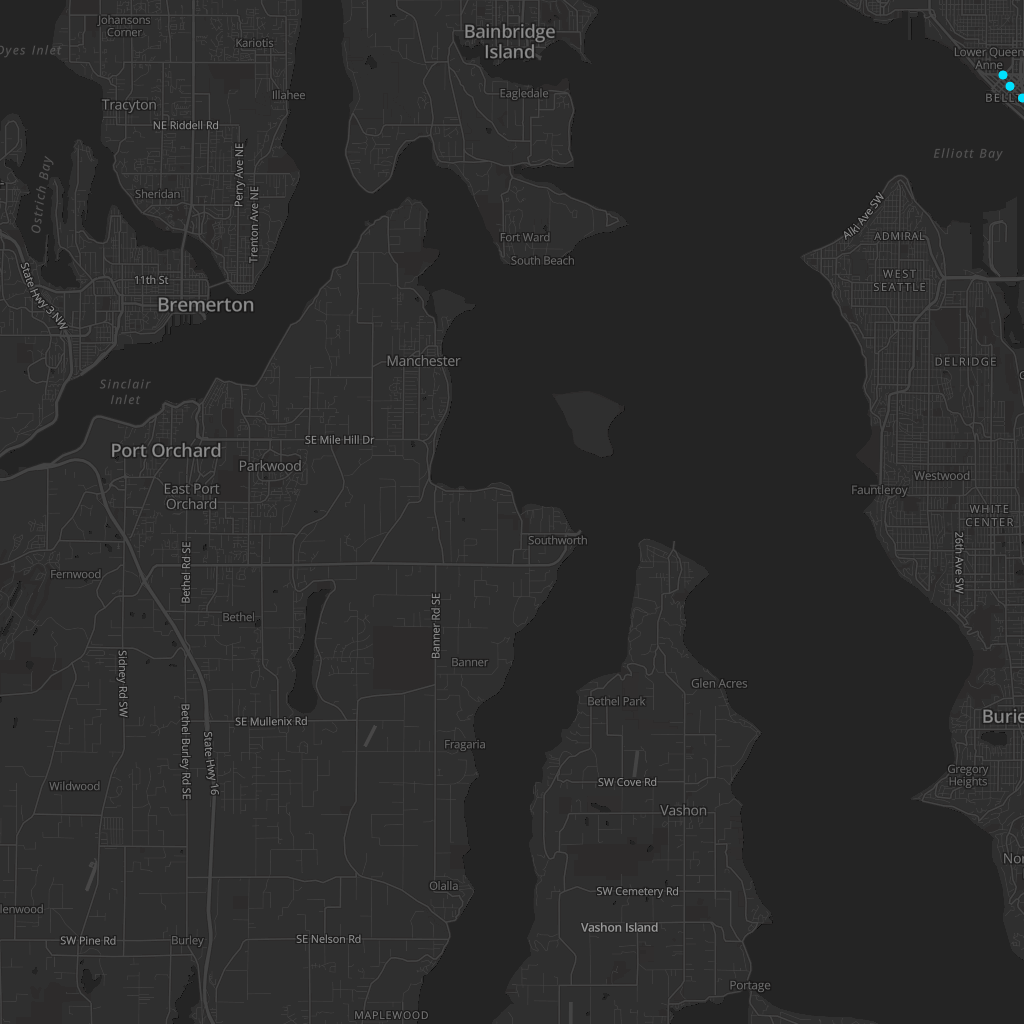 Johansons
Corner
Kariotis
Dyes Inlet
Bainbridge
Island
Lower Queen
Anne
BELL
Eagledale
Illahee
Tracyton
NE Riddell Rd
Perry Ave NE
Trenton Ave NE
Ostrich Bay
Sheridan
Elliott Bay
Alki Ave SW
ADMIRAL
Fort Ward
South Beach
WEST
SEATTLE
11th St
State Hwy 3 NW
Bremerton
Manchester
DELRIDGE
Sinclair
Inlet
SE Mile Hill Dr
Port Orchard
Parkwood
East Port
Orchard
Westwood
Fauntleroy
WHITE
CENTER
26th Ave SW
Southworth
Bethel Rd SE
Fernwood
Bethel
Banner Rd SE
Banner
Sidney Rd SW
Glen Acres
Bethel Park
Burie
SE Mullenix Rd
Bethel Burley Rd SE
State Hwy 16
Fragaria
Gregory
Heights
Wildwood
SW Cove Rd
Vashon
Nor
Olalla
SW Cemetery Rd
lenwood
Vashon Island
SW Pine Rd
Burley
SE Nelson Rd
Portage
MAPLEWOOD